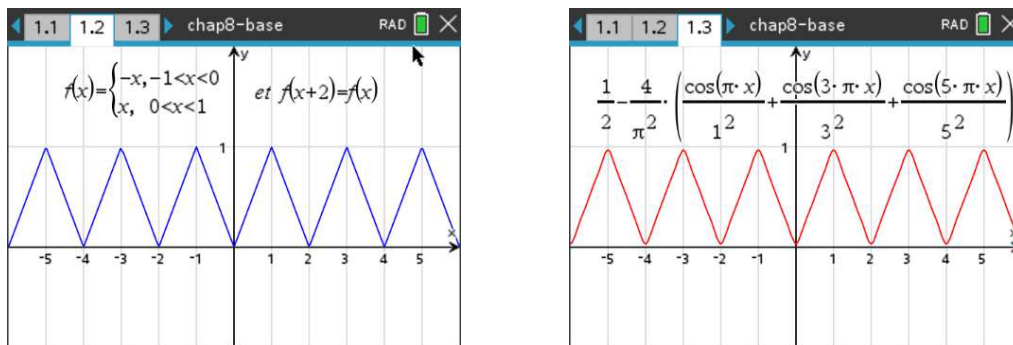 1.1 1.2 1.3 chap8-base RAD
y
f(x)={-x,-1<x<0
x, 0<x<1
et f(x+2)=f(x)
1
x
-5 -4 -3 -2 -1 1 2 3 4 5
1.1 1.2 1.3 chap8-base RAD
y
1/2-4/π²·(cos(π·x)/1²+cos(3·π·x)/3²+cos(5·π·x)/5²)
1
x
-5 -4 -3 -2 -1 1 2 3 4 5